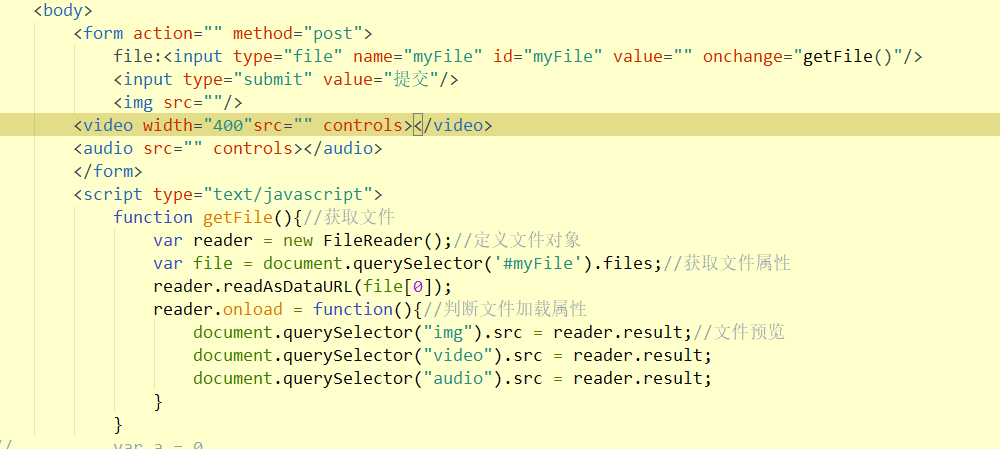 <body>
<form action="" method="post">
file:<input type="file" name="myFile" id="myFile" value="" onchange="getFile()"/>
<input type="submit" value="提交"/>
<img src=""/>
<video width="400"src="" controls></video>
<audio src="" controls></audio>
</form>
<script type="text/javascript">
function getFile(){//获取文件
var reader = new FileReader();//定义文件对象
var file = document.querySelector('#myFile').files;//获取文件属性
reader.readAsDataURL(file[0]);
reader.onload = function(){//判断文件加载属性
document.querySelector("img").src = reader.result;//文件预览
document.querySelector("video").src = reader.result;
document.querySelector("audio").src = reader.result;
}
}
// var a = 0